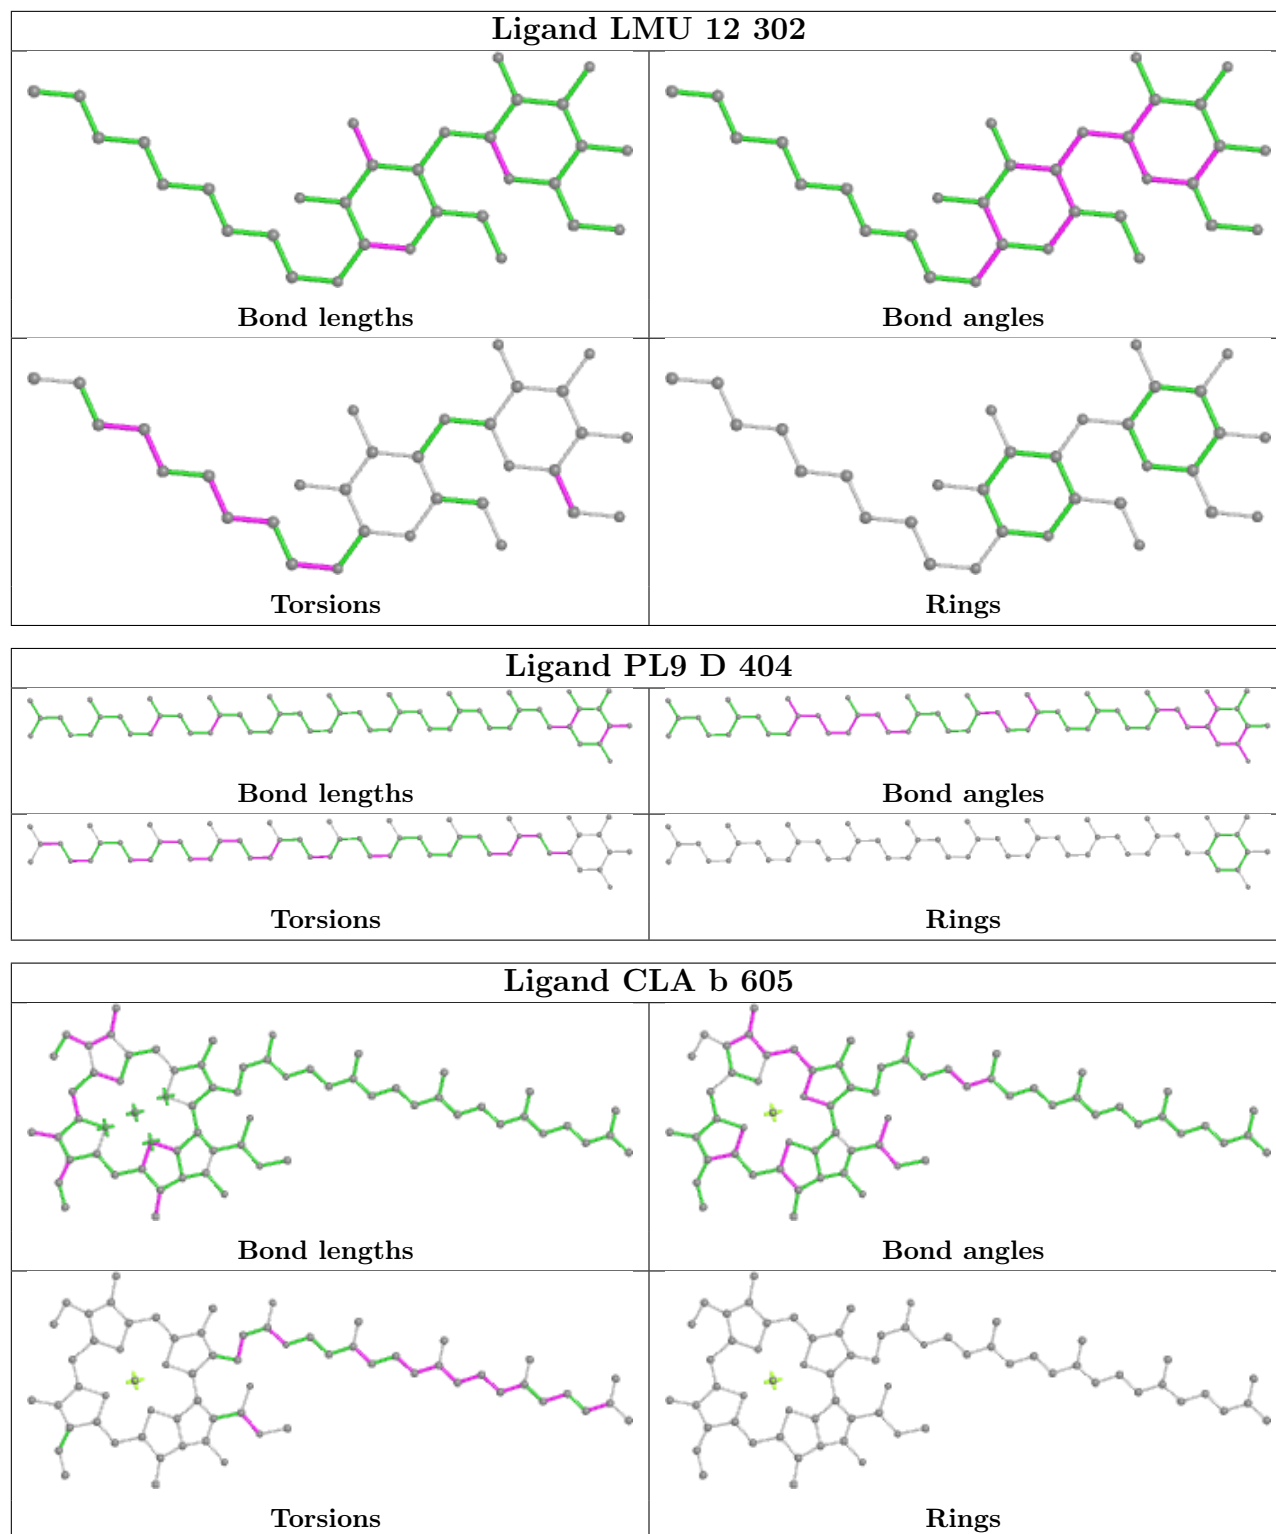 Ligand LMU 12 302
Bond lengths
Bond angles
Torsions
Rings
Ligand PL9 D 404
Bond lengths
Bond angles
Torsions
Rings
Ligand CLA b 605
Bond lengths
Bond angles
Torsions
Rings